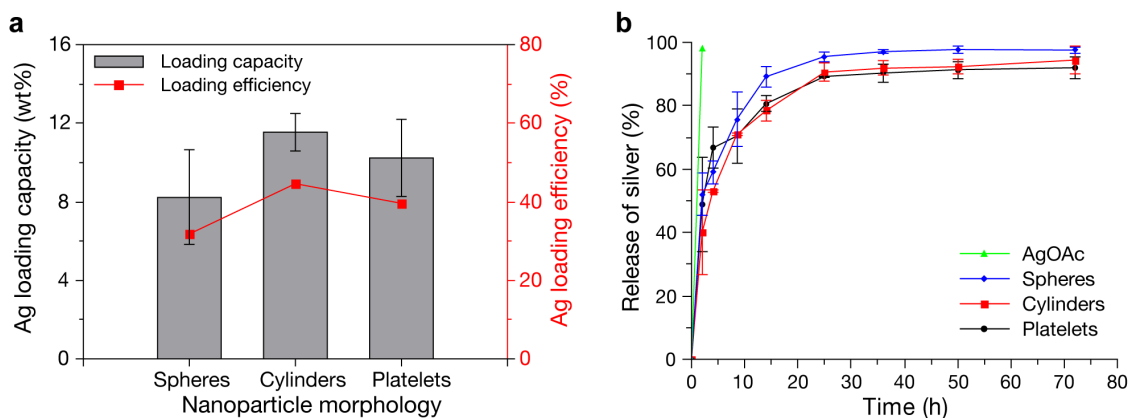 a
16
12
8
4
0
Ag loading capacity (wt%)
Loading capacity
Loading efficiency
80
60
40
20
0
Ag loading efficiency (%)
Spheres Cylinders Platelets
Nanoparticle morphology
b
100
80
60
40
20
0
Release of silver (%)
AgOAc
Spheres
Cylinders
Platelets
0 10 20 30 40 50 60 70 80
Time (h)